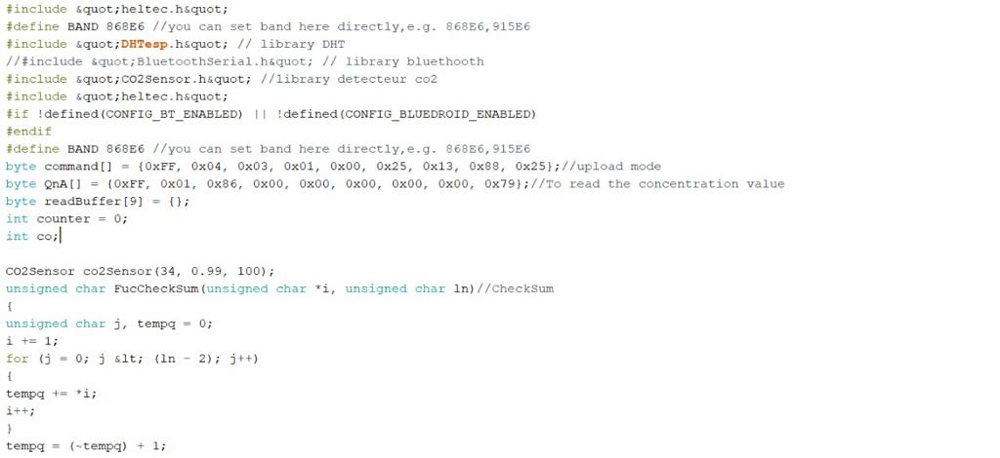 #include &quot;heltec.h&quot;
#define BAND 868E6 //you can set band here directly,e.g. 868E6,915E6
#include &quot;DHTesp.h&quot; // library DHT
//#include &quot;BluetoothSerial.h&quot; // library bluethooth
#include &quot;CO2Sensor.h&quot; //library detecteur co2
#include &quot;heltec.h&quot;
#if !defined(CONFIG_BT_ENABLED) || !defined(CONFIG_BLUEDROID_ENABLED)
#endif
#define BAND 868E6 //you can set band here directly,e.g. 868E6,915E6
byte command[] = {0xFF, 0x04, 0x03, 0x01, 0x00, 0x25, 0x13, 0x88, 0x25};//upload mode
byte QnA[] = {0xFF, 0x01, 0x86, 0x00, 0x00, 0x00, 0x00, 0x00, 0x79};//To read the concentration value
byte readBuffer[9] = {};
int counter = 0;
int co;
CO2Sensor co2Sensor(34, 0.99, 100);
unsigned char FucCheckSum(unsigned char *i, unsigned char ln)//CheckSum
{
unsigned char j, tempq = 0;
i += 1;
for (j = 0; j &lt; (ln - 2); j++)
{
tempq += *i;
i++;
}
tempq = (~tempq) + 1;